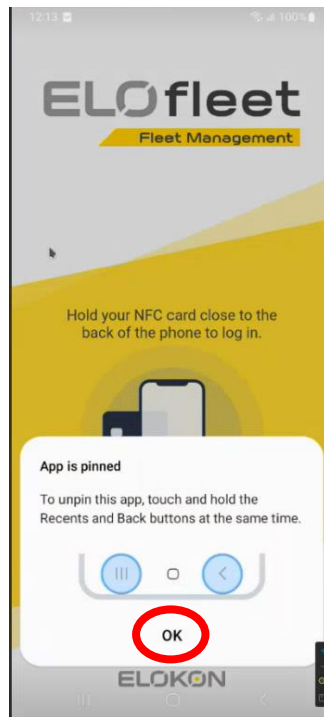 12:13
100%
ELOfleet
Fleet Management
Hold your NFC card close to the
back of the phone to log in.
App is pinned
To unpin this app, touch and hold the
Recents and Back buttons at the same time.
OK
ELOKON